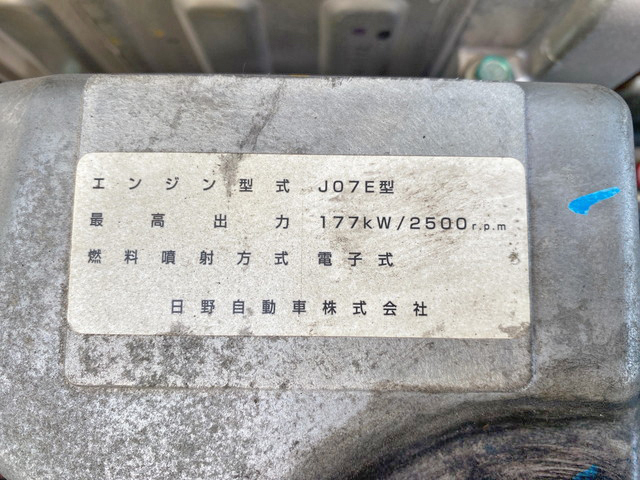 エンジン型式 J07E型
最高出力 177kW/2500r.p.m
燃料噴射方式 電子式
日野自動車株式会社